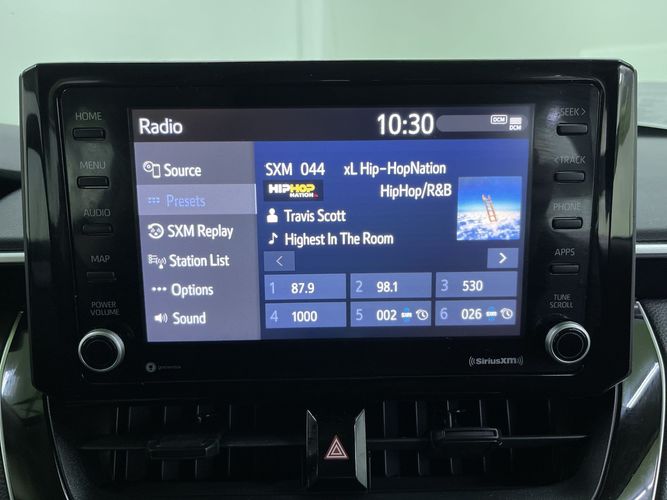 HOME
MENU
AUDIO
MAP
POWER
VOLUME
Radio
10:30
DCM
DCM
Source
Presets
SXM Replay
Station List
Options
Sound
SXM 044 xL Hip-HopNation
HIPHOP
NATION
HipHop/R&B
Travis Scott
Highest In The Room
1 87.9
2 98.1
3 530
4 1000
5 002
6 026
SEEK>
<TRACK
PHONE
APPS
TUNE
SCROLL
SiriusXM